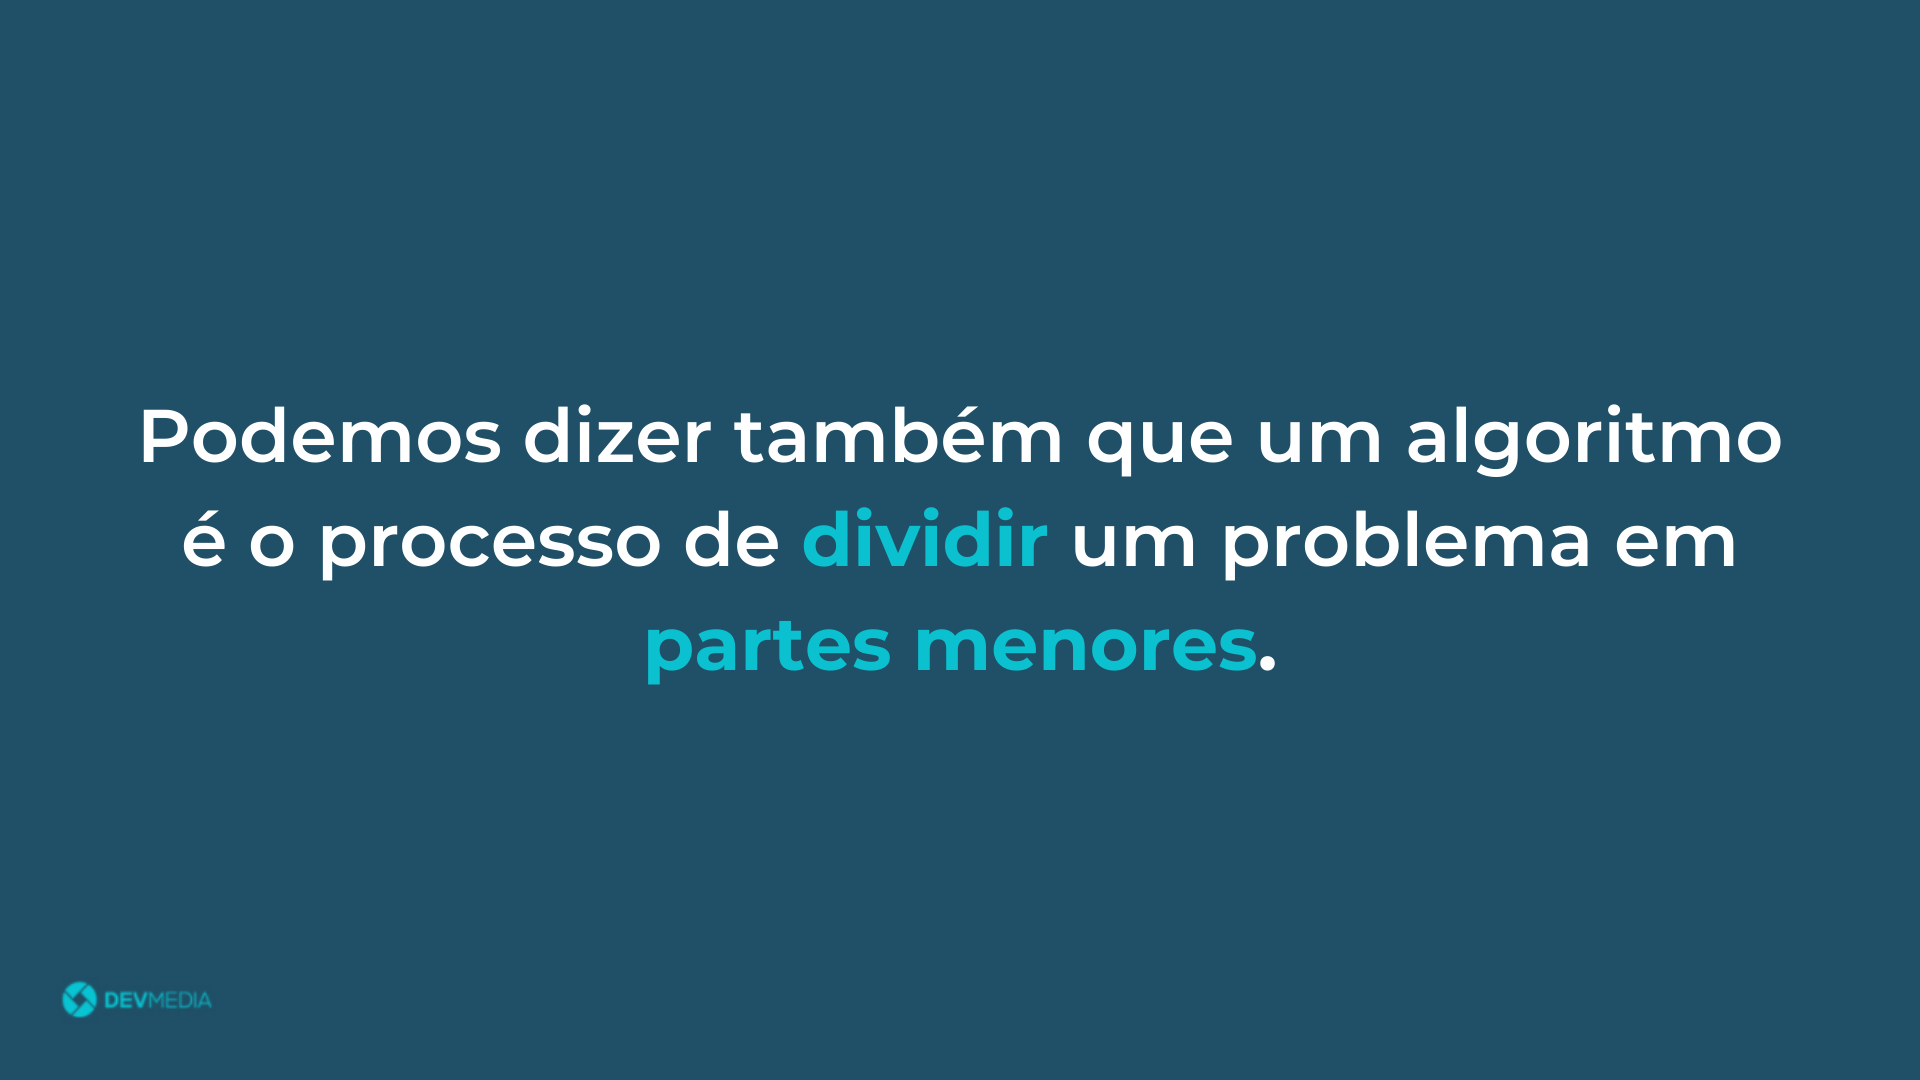 Podemos dizer também que um algoritmo
é o processo de dividir um problema em
partes menores.
DEVMEDIA